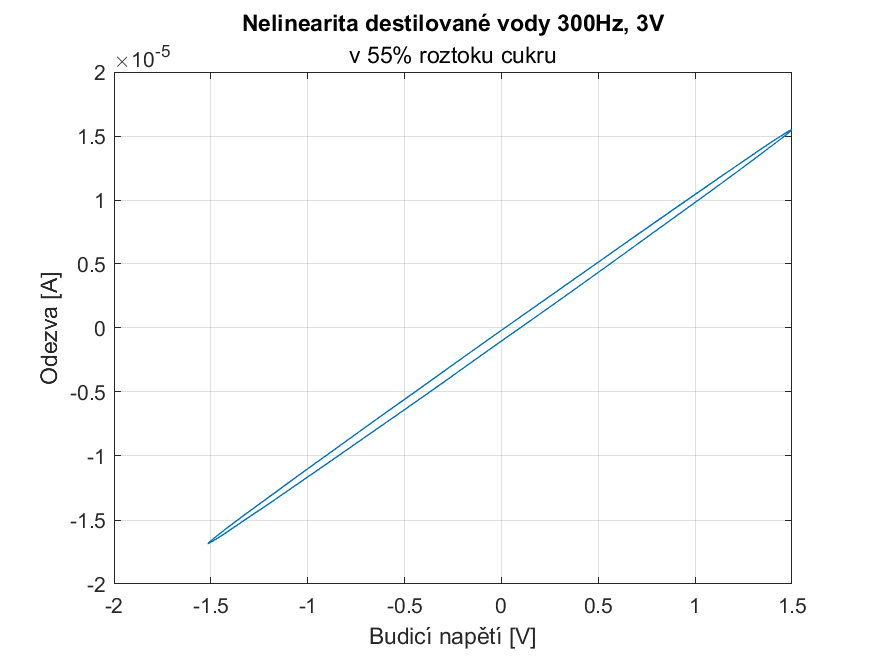 Nelinearita destilované vody 300Hz, 3V
v 55% roztoku cukru
×10^-5
2
1.5
1
0.5
0
-0.5
-1
-1.5
-2
Odezva [A]
-2 -1.5 -1 -0.5 0 0.5 1 1.5
Budicí napětí [V]